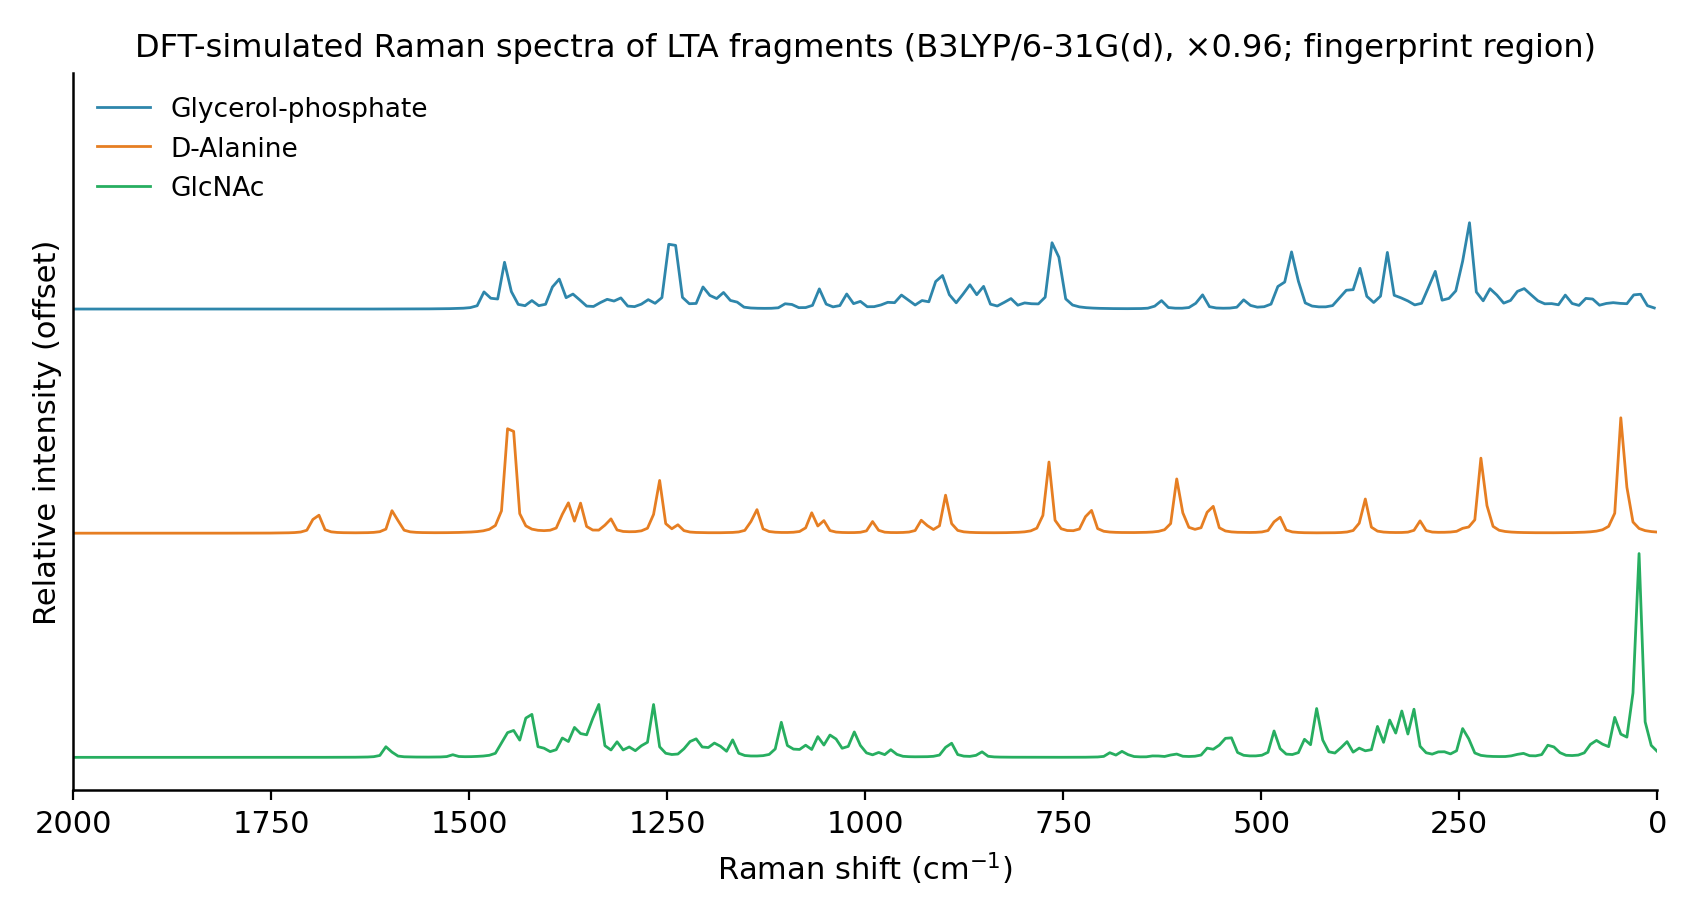 DFT-simulated Raman spectra of LTA fragments (B3LYP/6-31G(d), ×0.96; fingerprint region)
Glycerol-phosphate
D-Alanine
GlcNAc
Relative intensity (offset)
2000 1750 1500 1250 1000 750 500 250 0
Raman shift (cm⁻¹)